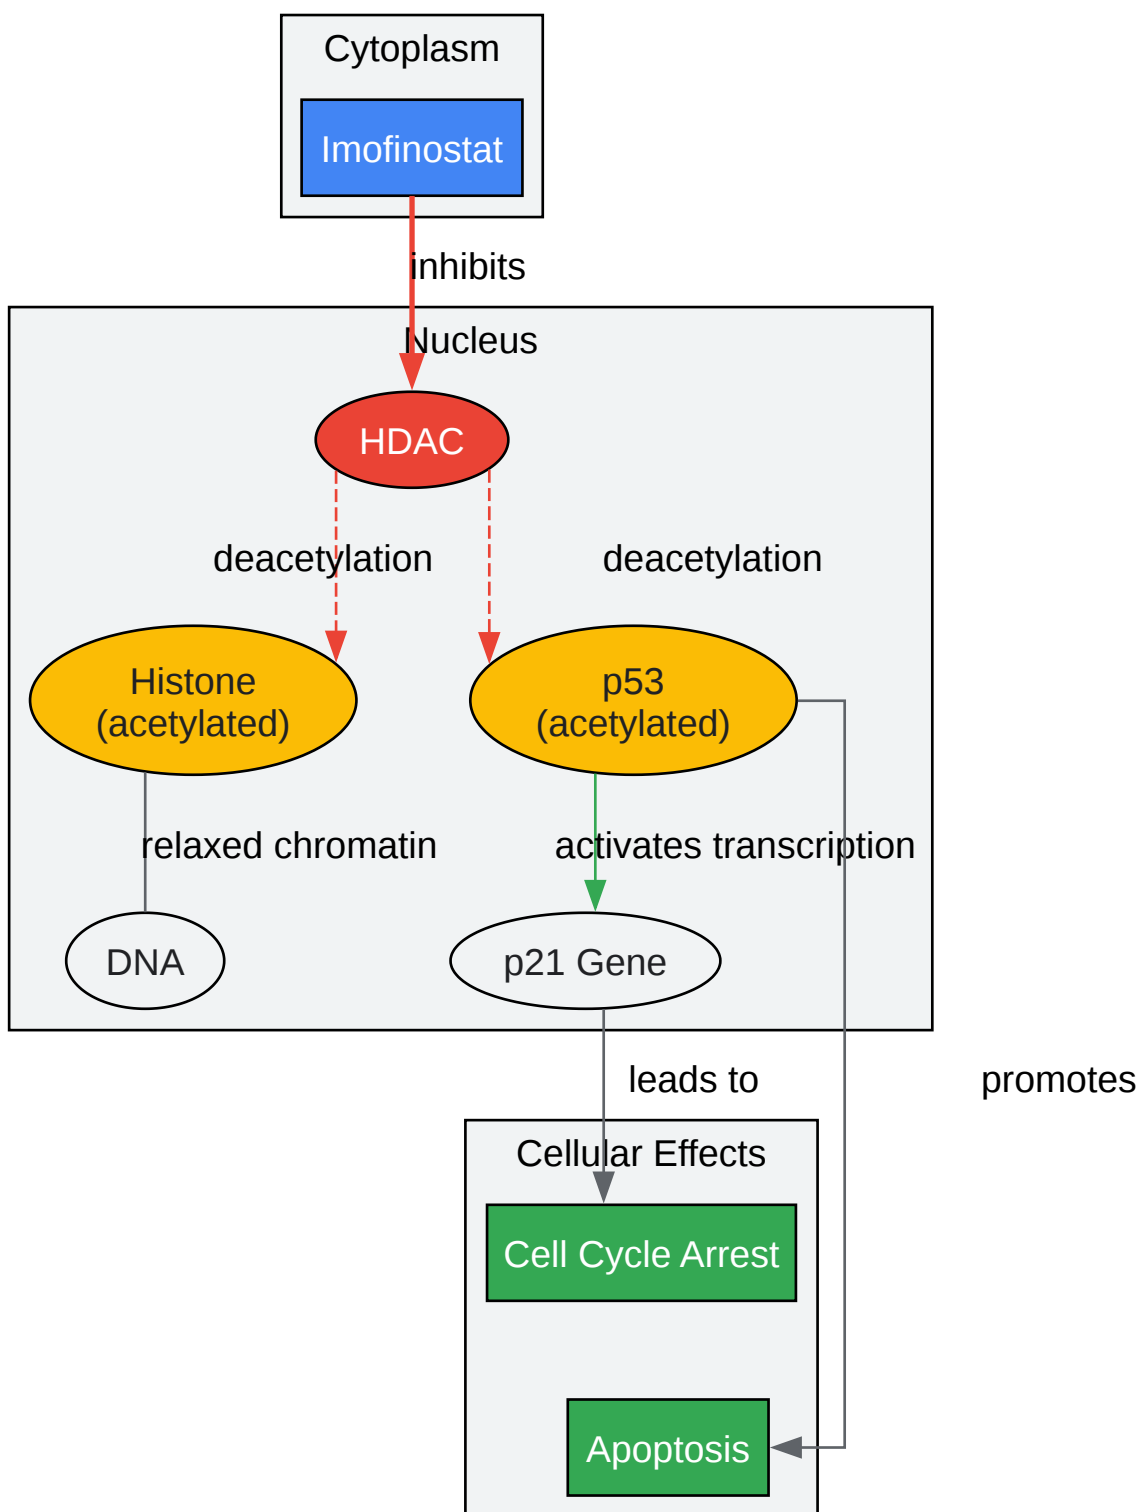 Cytoplasm
Imofinostat
inhibits
Nucleus
HDAC
deacetylation
deacetylation
Histone
(acetylated)
p53
(acetylated)
relaxed chromatin
activates transcription
DNA
p21 Gene
leads to
promotes
Cellular Effects
Cell Cycle Arrest
Apoptosis